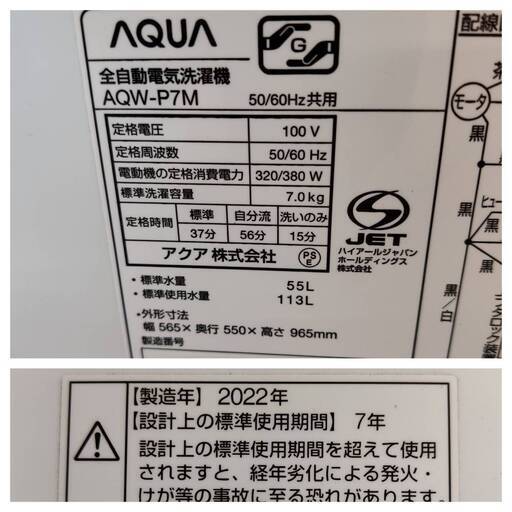 AQUA
G
全自動電気洗濯機
AQW-P7M 50/60Hz共用
定格電圧 100 V
定格周波数 50/60 Hz
電動機の定格消費電力 320/380 W
標準洗濯容量 7.0kg
定格時間 標準 自分流 洗いのみ
37分 56分 15分
アクア 株式会社
PS
E
JET
ハイアールジャパン
ホールディングス
株式会社
・標準水量 55L
・標準使用水量 113L
・外形寸法
幅 565×奥行 550×高さ 965mm
製造番号
配線
茶
モータ
黒
黒
黒
ヒュー
黒
黒/白
【製造年】2022年
【設計上の標準使用期間】7年
設計上の標準使用期間を超えて使用
されますと、経年劣化による発火・
けが等の事故に至る恐れがあります。